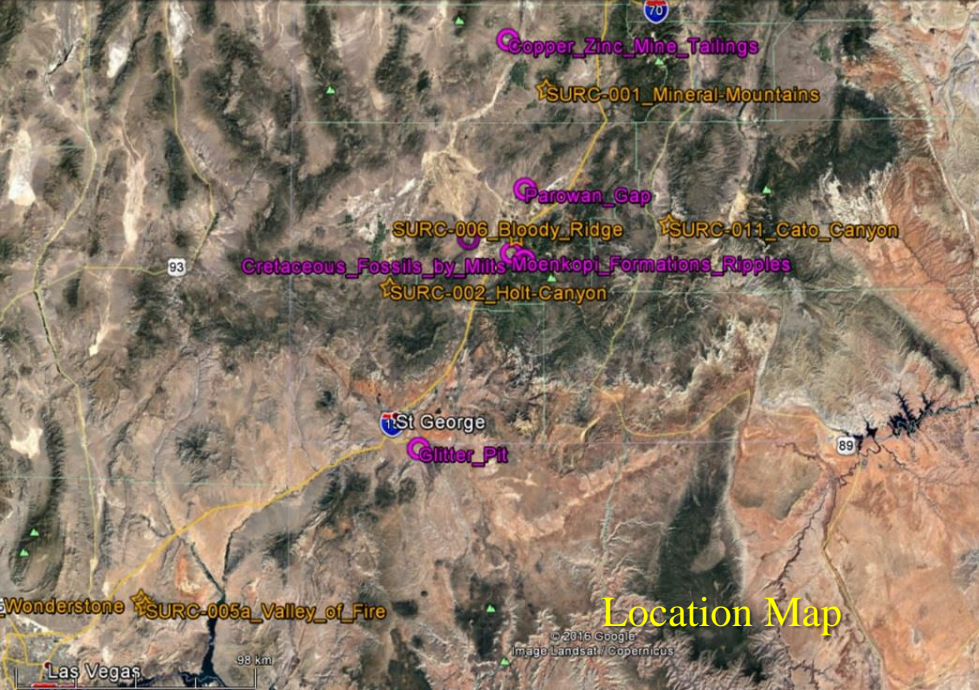 70
Copper_Zinc_Mine_Tailings
SURC-001_Mineral-Mountains
Parowan_Gap
SURC-006_Bloody_Ridge
SURC-011_Cato_Canyon
93
Cretaceous_Fossils_by_Milts
Moenkopi_Formations_Ripples
SURC-002_Holt-Canyon
St George
89
Glitter_Pit
Wonderstone
SURC-005a_Valley_of_Fire
Location Map
© 2016 Google
Image Landsat / Copernicus
98 km
Las Vegas